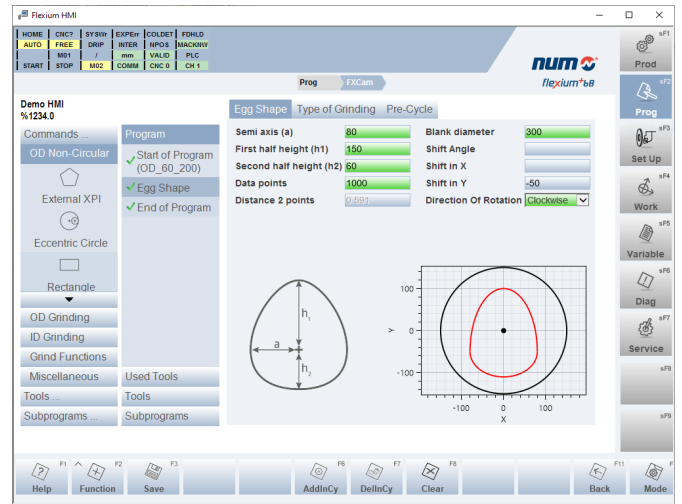 Flexium HMI
HOME CNC? SYSWr EXPErr COLDET FDHLD
AUTO FREE DRIP INTER NPOS MACKNW
M01 / mm VALID PLC
START STOP M02 COMM CNC 0 CH 1
num
flexium+68
Prog FXCam
Demo HMI
%1234.0
Commands ...
OD Non-Circular
External XPI
Eccentric Circle
Rectangle
OD Grinding
ID Grinding
Grind Functions
Miscellaneous
Tools ...
Subprograms ...
Program
Start of Program
(OD_60_200)
Egg Shape
End of Program
Used Tools
Tools
Subprograms
Egg Shape Type of Grinding Pre-Cycle
Semi axis (a) 80 Blank diameter 300
First half height (h1) 150 Shift Angle
Second half height (h2) 60 Shift in X
Data points 1000 Shift in Y -50
Distance 2 points 0.591 Direction Of Rotation Clockwise
a
h1
h2
100
0
-100
Y
-100 0 100
X
sF1
Prod
sF2
Prog
sF3
Set Up
sF4
Work
sF5
Variable
sF6
Diag
sF7
Service
sF8
sF9
F1 F2 F3 F6 F7 F8 F11 F
Help Function Save AddInCy DelInCy Clear Back Mode